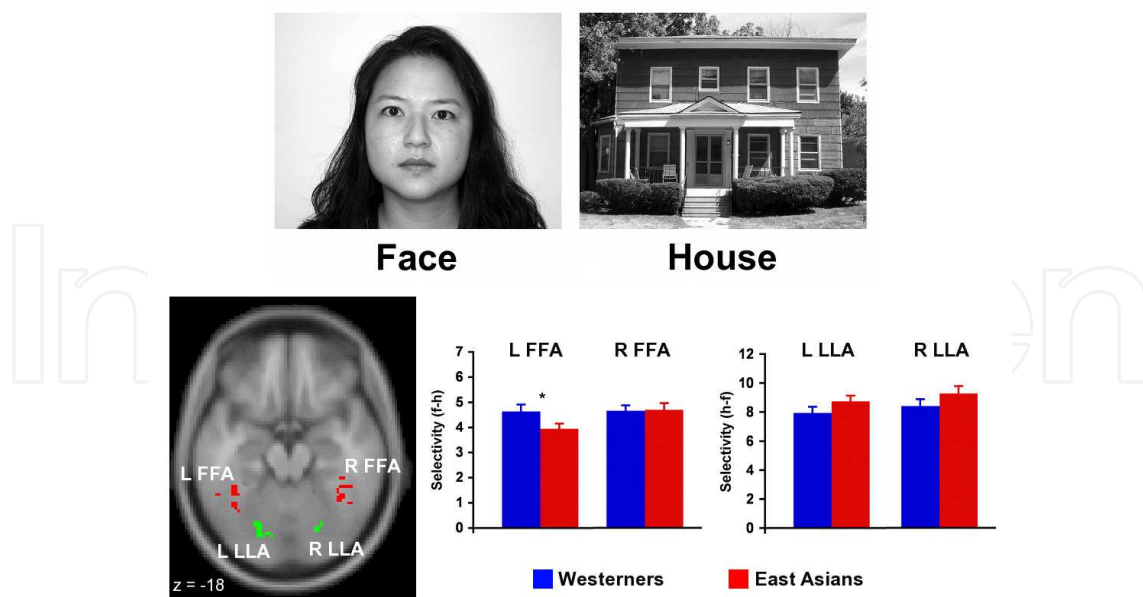 Face
House
L FFA
R FFA
L LLA
R LLA
z = -18
Selectivity (f-h)
7
6
5
4
3
2
1
0
L FFA
R FFA
*
Selectivity (h-f)
12
10
8
6
4
2
0
L LLA
R LLA
Westerners
East Asians